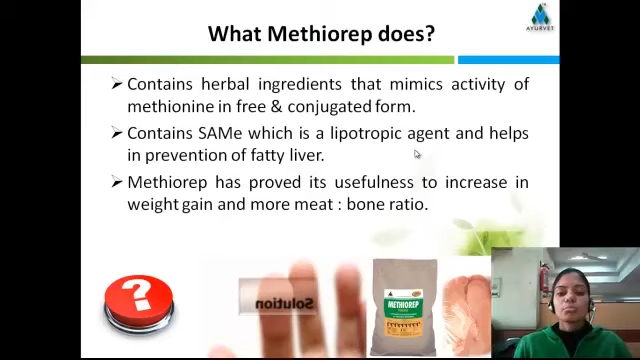 What Methiorep does?
AYURVET
➢ Contains herbal ingredients that mimics activity of
methionine in free & conjugated form.
➢ Contains SAMe which is a lipotropic agent and helps
in prevention of fatty liver.
➢ Methiorep has proved its usefulness to increase in
weight gain and more meat : bone ratio.
?
Solution
METHIOREP